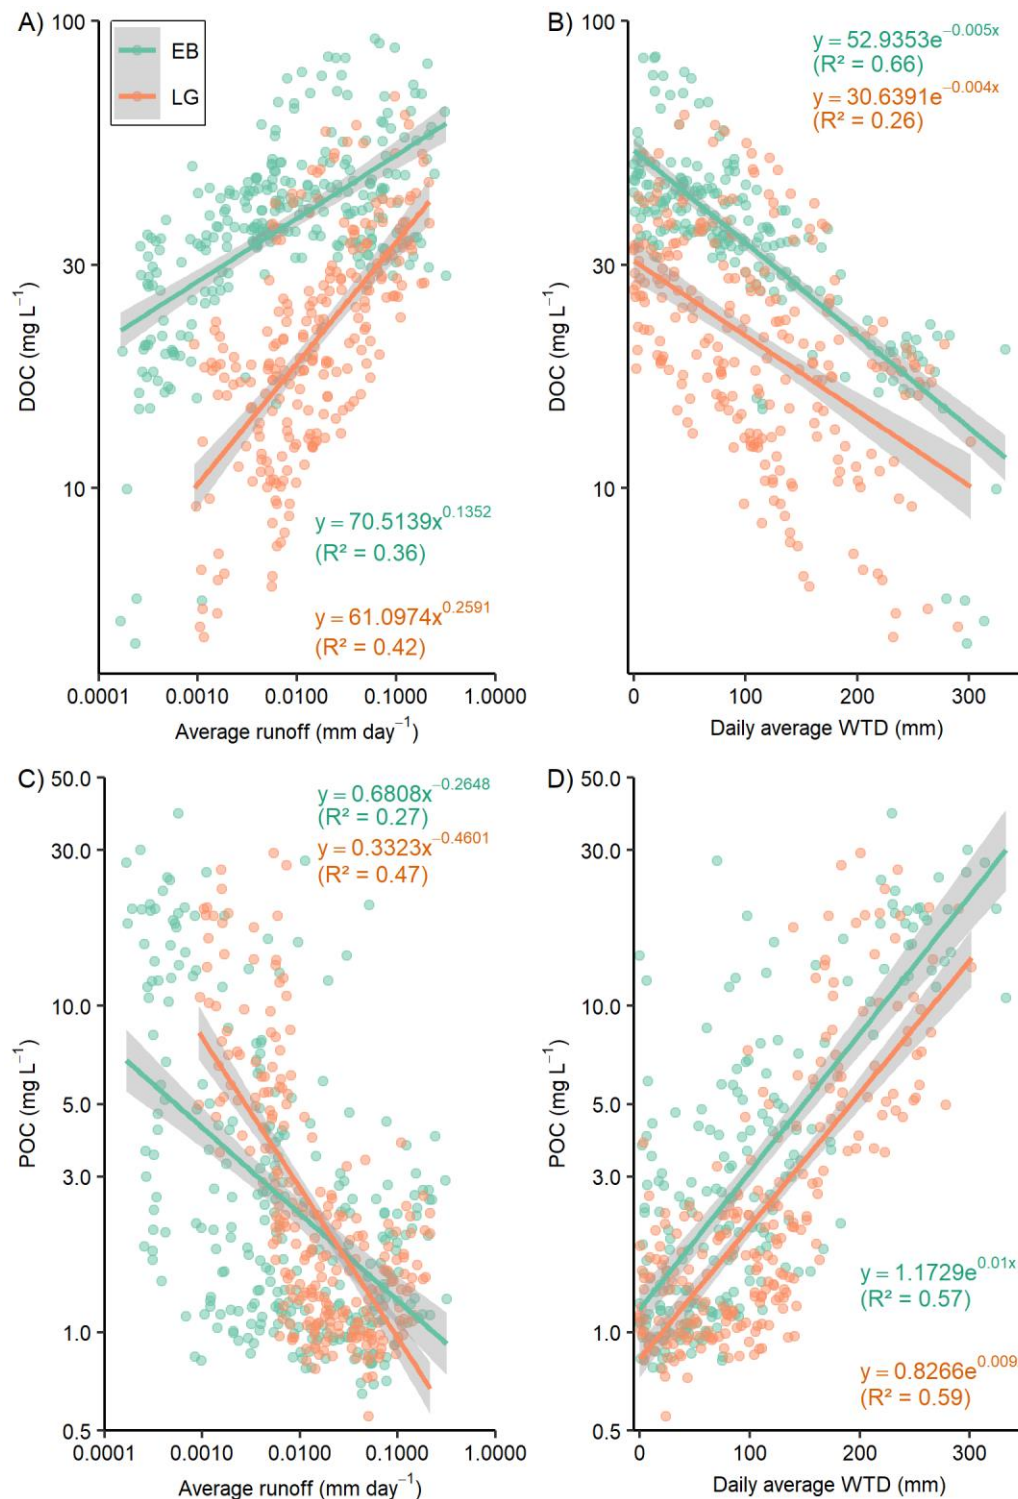 A)
100
30
10
DOC (mg L⁻¹)
EB
LG
y = 70.5139x^0.1352
(R² = 0.36)
y = 61.0974x^0.2591
(R² = 0.42)
0.0001 0.0010 0.0100 0.1000 1.0000
Average runoff (mm day⁻¹)
B)
30
10
DOC (mg L⁻¹)
y = 52.9353e^−0.005x
(R² = 0.66)
y = 30.6391e^−0.004x
(R² = 0.26)
0 100 200 300
Daily average WTD (mm)
C)
50.0
30.0
10.0
5.0
3.0
1.0
0.5
POC (mg L⁻¹)
y = 0.6808x^−0.2648
(R² = 0.27)
y = 0.3323x^−0.4601
(R² = 0.47)
0.0001 0.0010 0.0100 0.1000 1.0000
Average runoff (mm day⁻¹)
D)
50.0
30.0
10.0
5.0
3.0
1.0
0.5
POC (mg L⁻¹)
y = 1.1729e^0.01x
(R² = 0.57)
y = 0.8266e^0.009
(R² = 0.59)
0 100 200 300
Daily average WTD (mm)